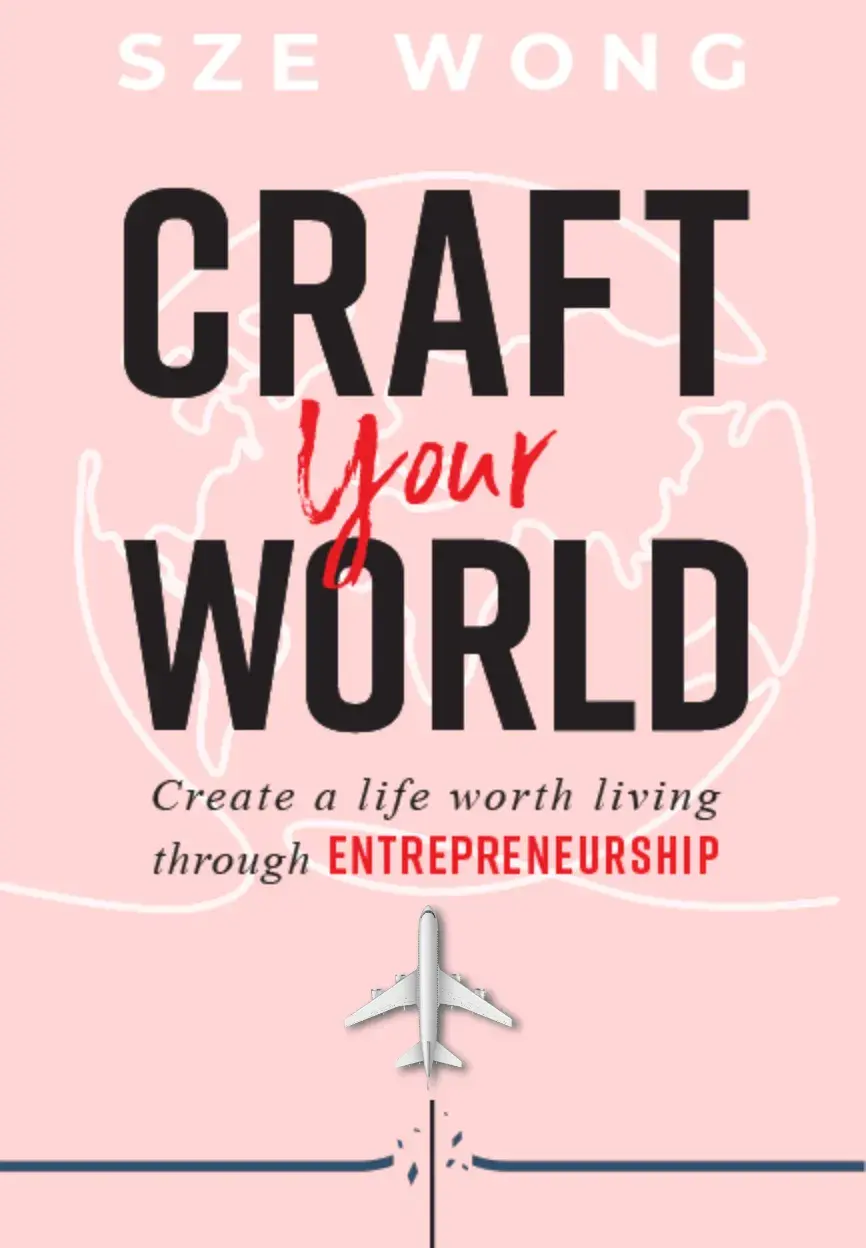 SZE WONG
CRAFT
Your
WORLD
Create a life worth living
through ENTREPRENEURSHIP